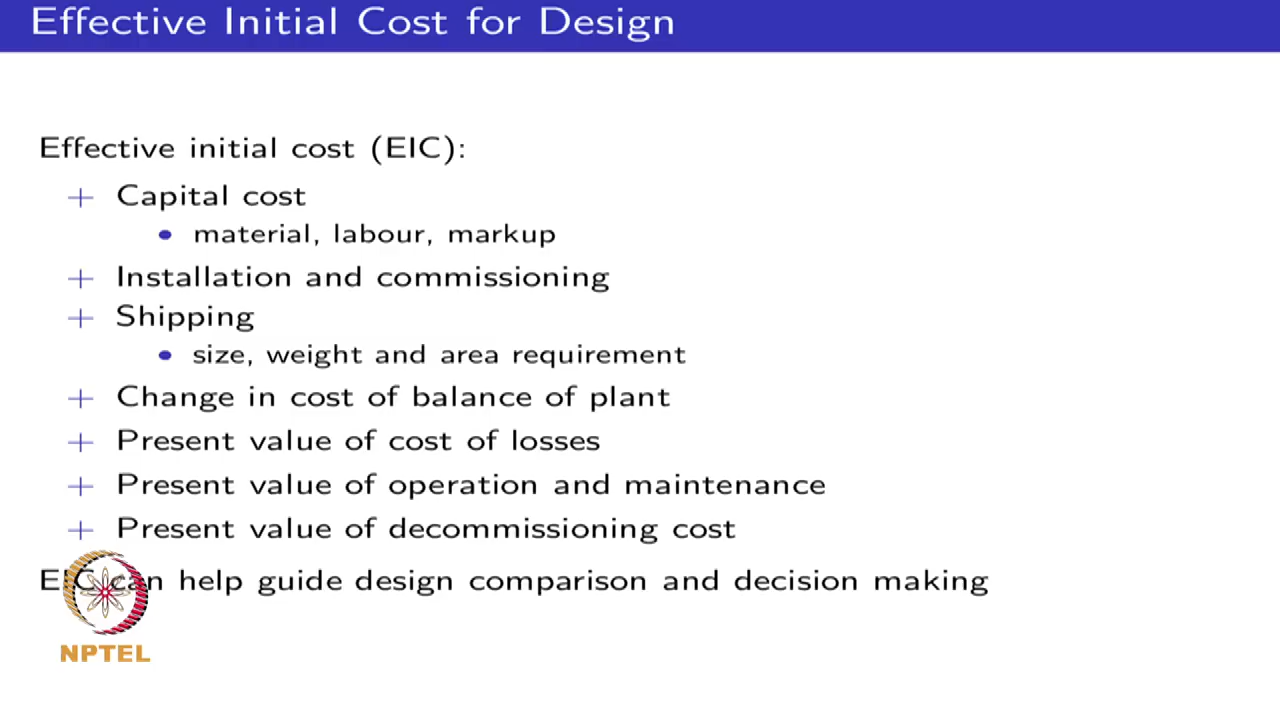 Effective Initial Cost for Design
Effective initial cost (EIC):
+ Capital cost
• material, labour, markup
+ Installation and commissioning
+ Shipping
• size, weight and area requirement
+ Change in cost of balance of plant
+ Present value of cost of losses
+ Present value of operation and maintenance
+ Present value of decommissioning cost
EIC can help guide design comparison and decision making
NPTEL